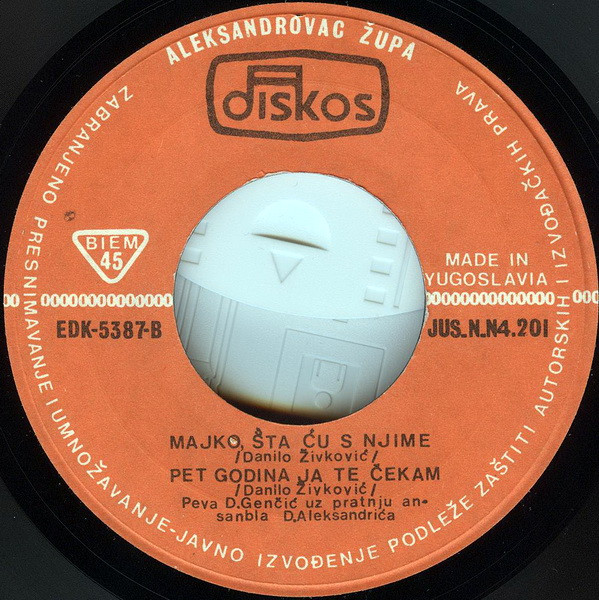 ALEKSANDROVAC ŽUPA
diskos
ZABRANJENO PRESNIMAVANJE I UMNOŽAVANJE-JAVNO IZVOĐENJE PODLEŽE ZAŠTITI AUTORSKIH I IZVOĐAČKIH PRAVA
BIEM
45
MADE IN
YUGOSLAVIA
EDK-5387-B
JUS.N.N4.201
MAJKO, ŠTA ĆU S NJIME
/Danilo Živković/
PET GODINA JA TE ČEKAM
/Danilo Živković/
Peva D.Genčić uz pratnju an-
sanbla D.Aleksandrića